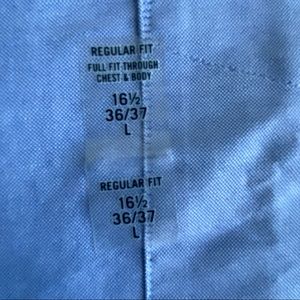 REGULAR FIT
FULL FIT THROUGH
CHEST & BODY
16½
36/37
L
REGULAR FIT
16½
36/37
L